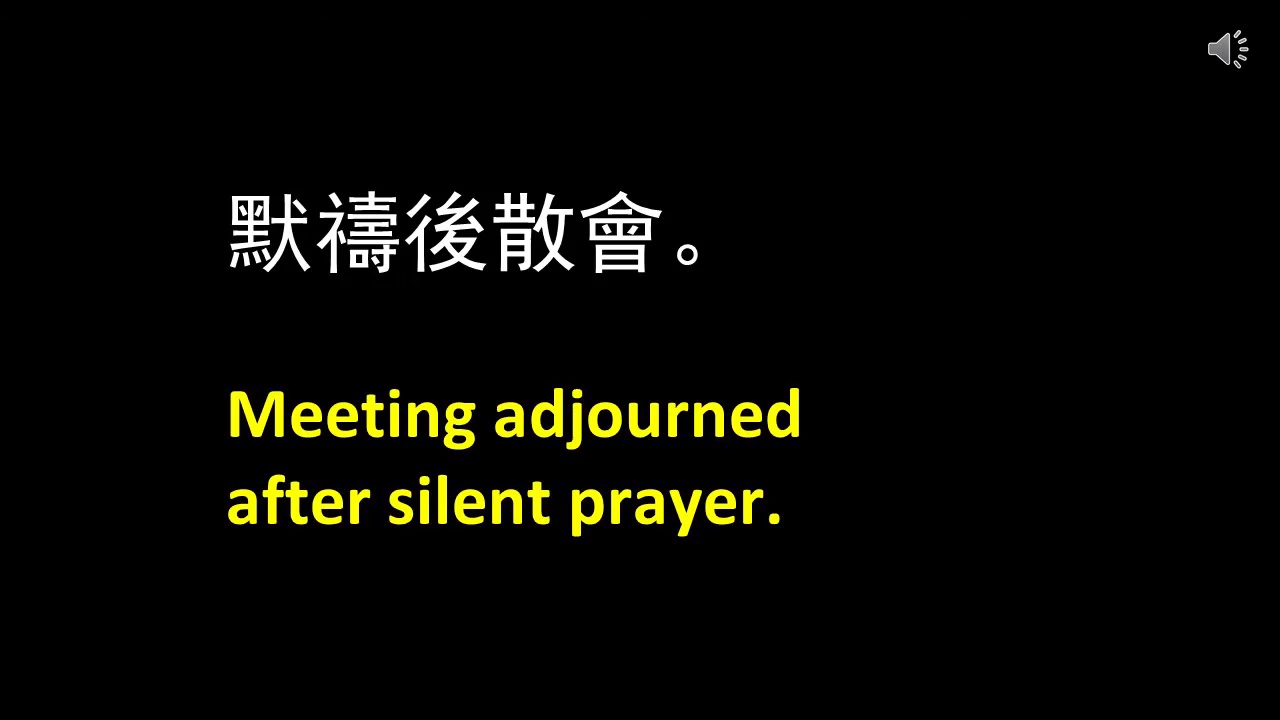 默禱後散會。
Meeting adjourned
after silent prayer.